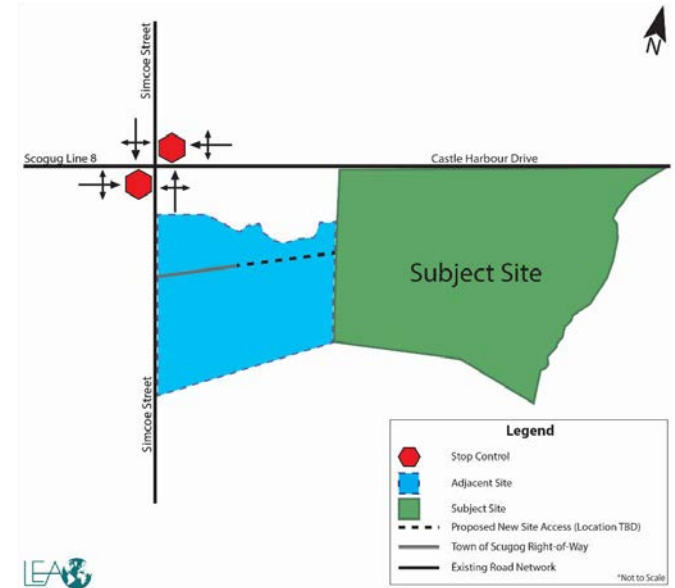 Simcoe Street
N
Scogug Line 8
Castle Harbour Drive
Subject Site
Simcoe Street
Legend
Stop Control
Adjacent Site
Subject Site
Proposed New Site Access (Location TBD)
Town of Scugog Right-of-Way
Existing Road Network
*Not to Scale
LEA